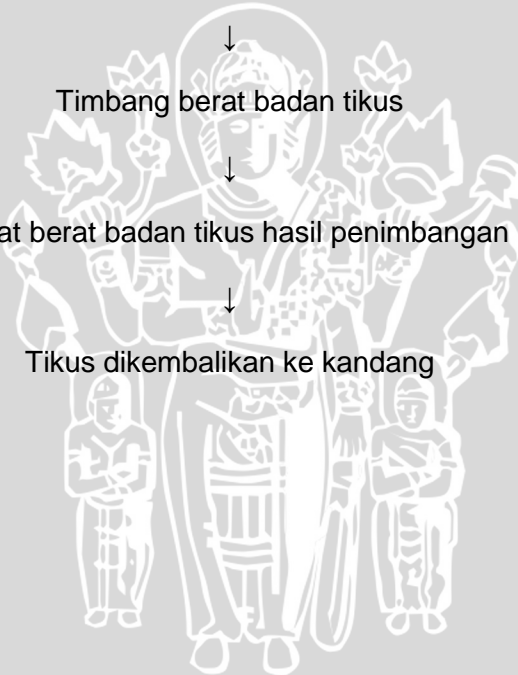 ↓
Timbang berat badan tikus
↓
at berat badan tikus hasil penimbangan
↓
Tikus dikembalikan ke kandang